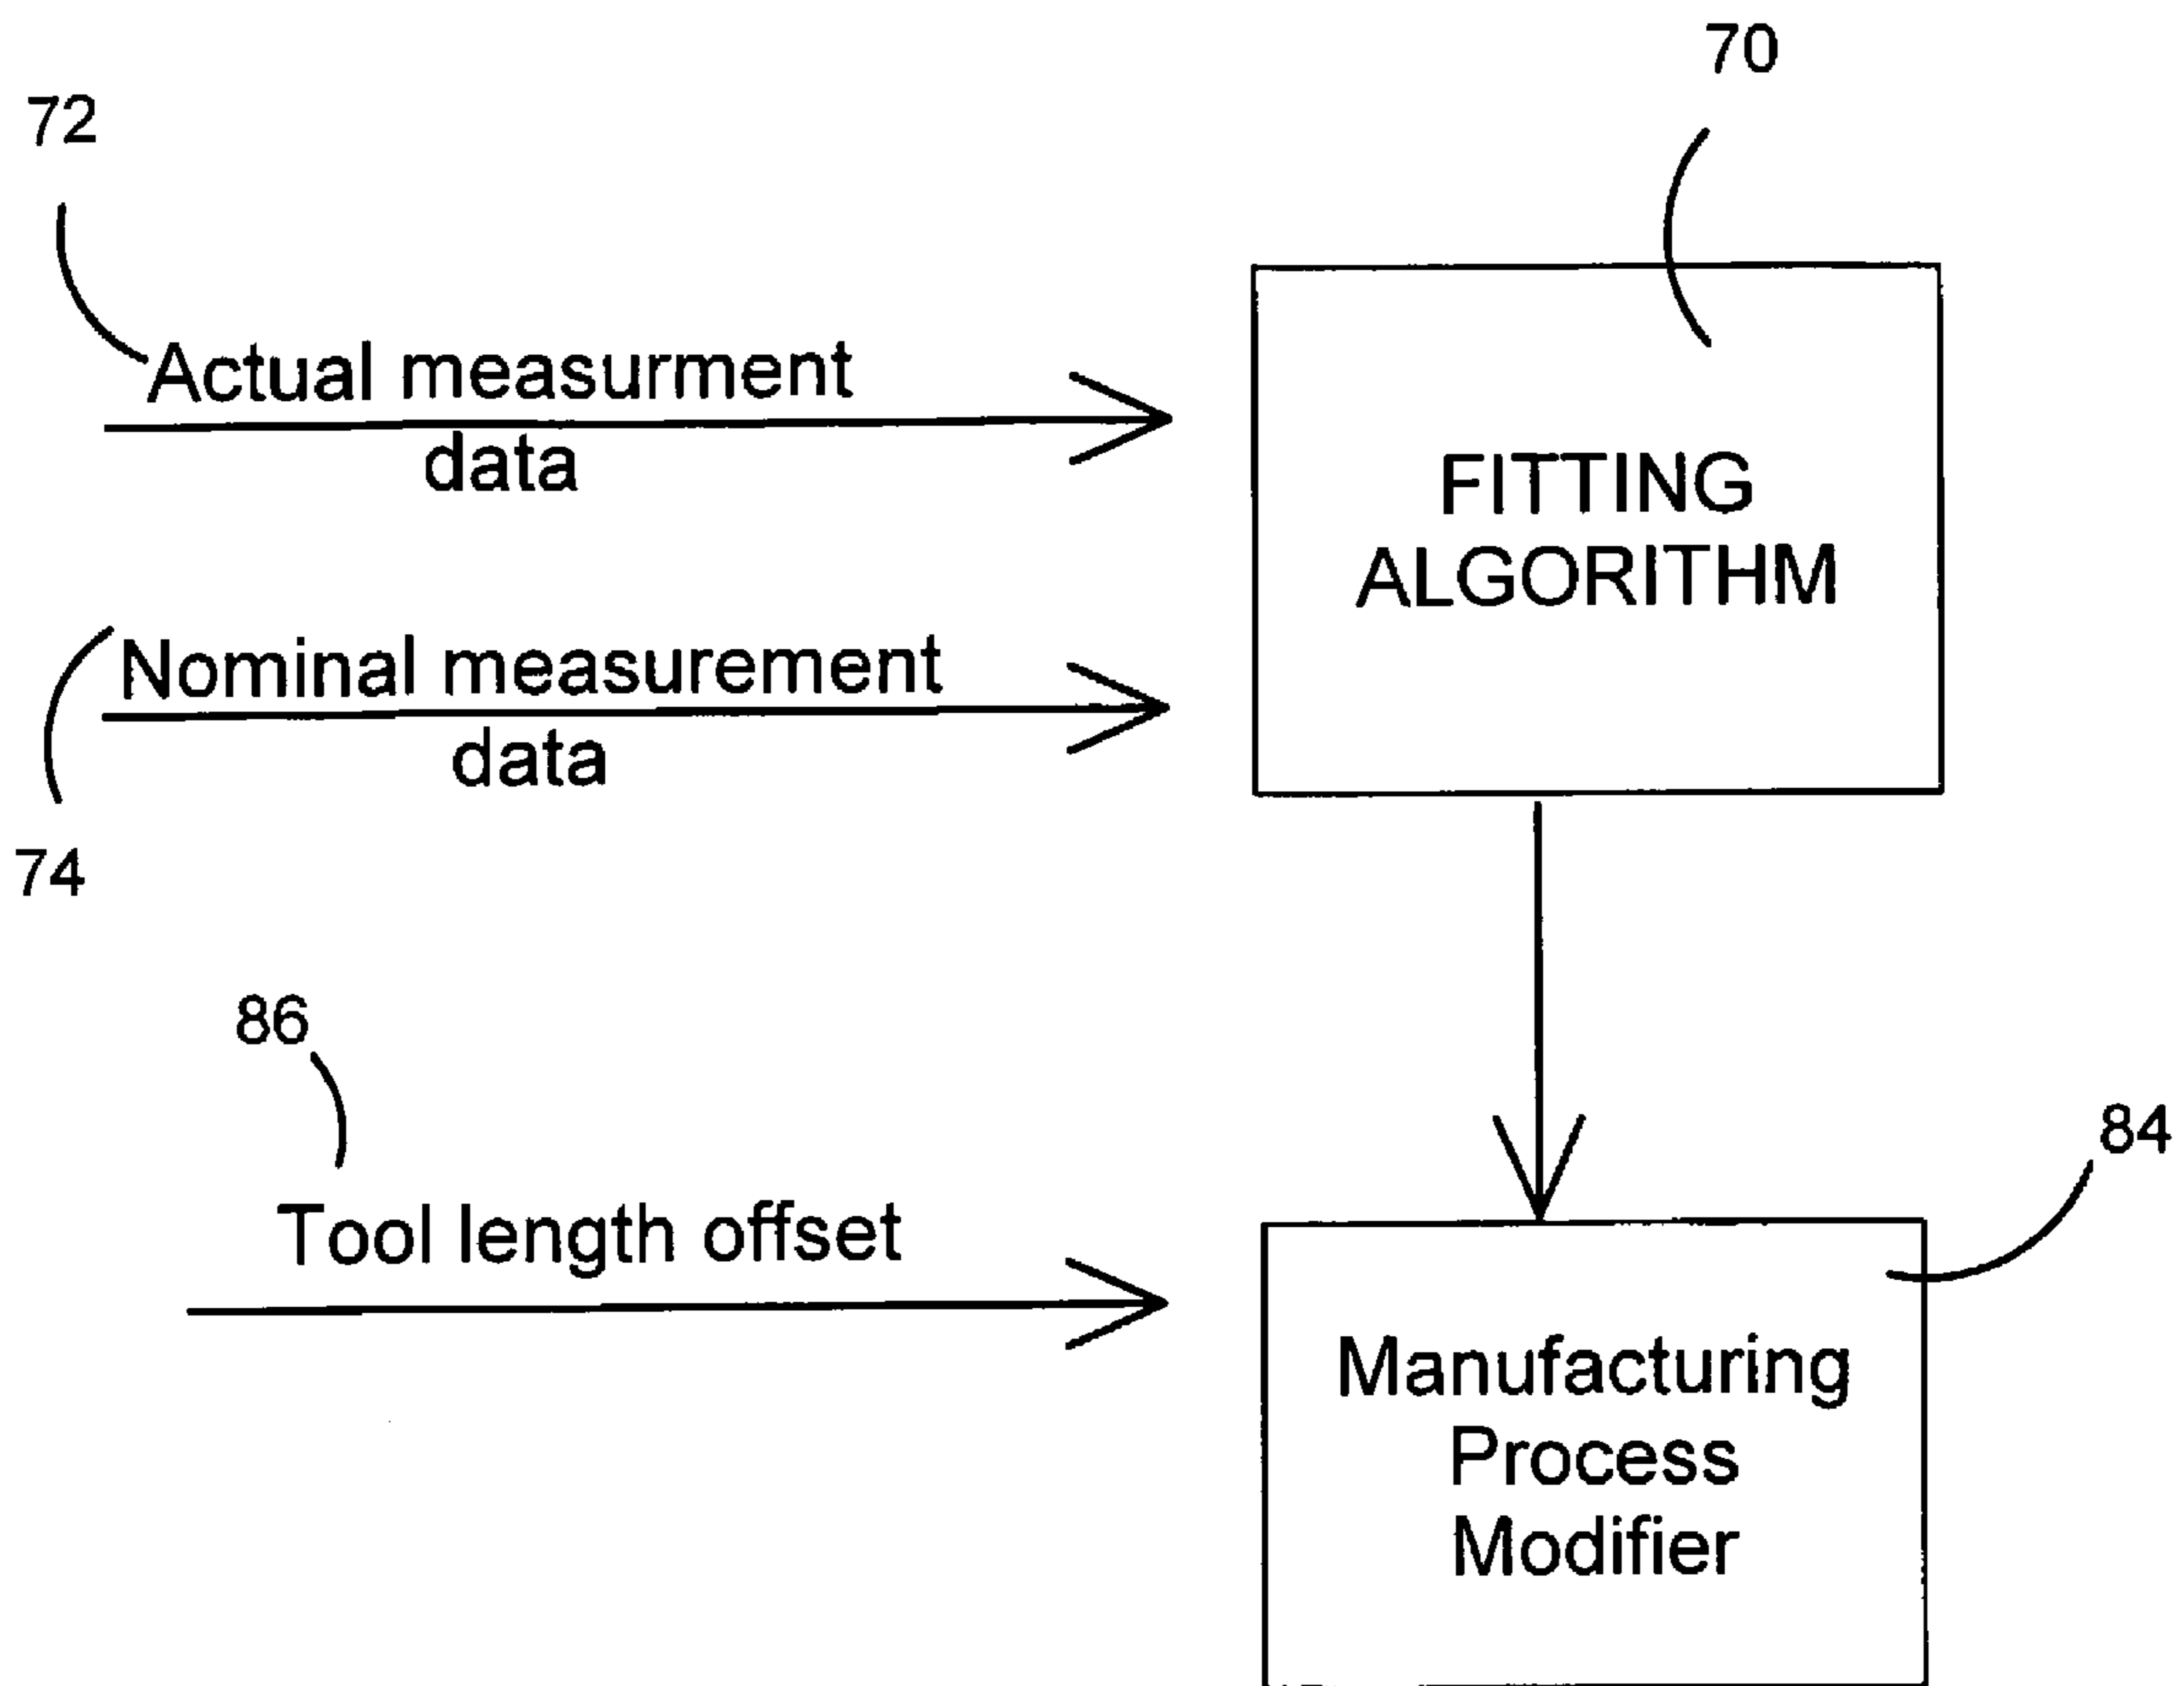 70
72
Actual measurment
data
FITTING
ALGORITHM
Nominal measurement
data
74
86
84
Tool length offset
Manufacturing
Process
Modifier